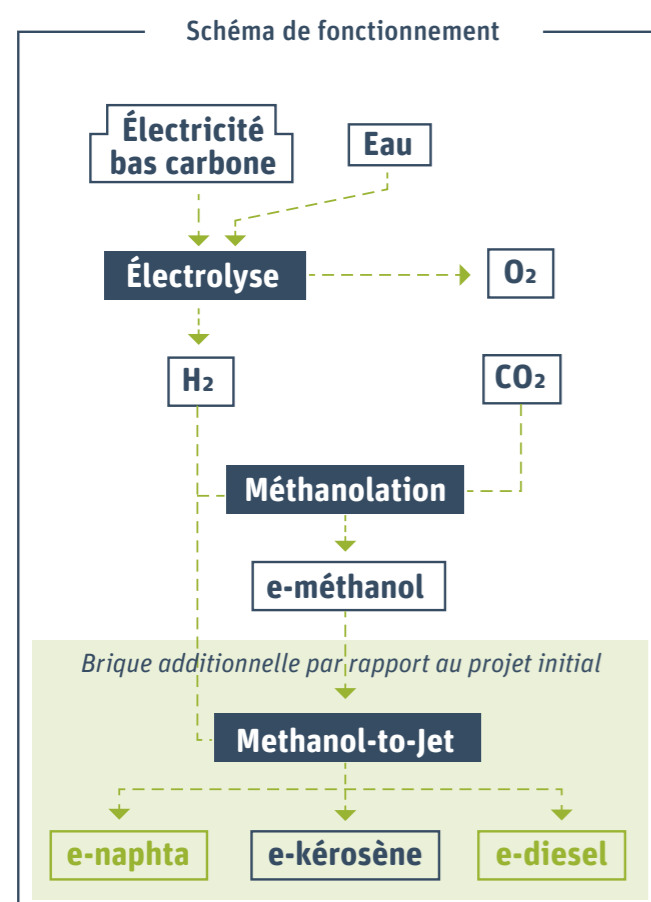 Schéma de fonctionnement
Électricité
bas carbone
Eau
Électrolyse
O₂
H₂
CO₂
Méthanolation
e-méthanol
Brique additionnelle par rapport au projet initial
Methanol-to-Jet
e-naphta
e-kérosène
e-diesel